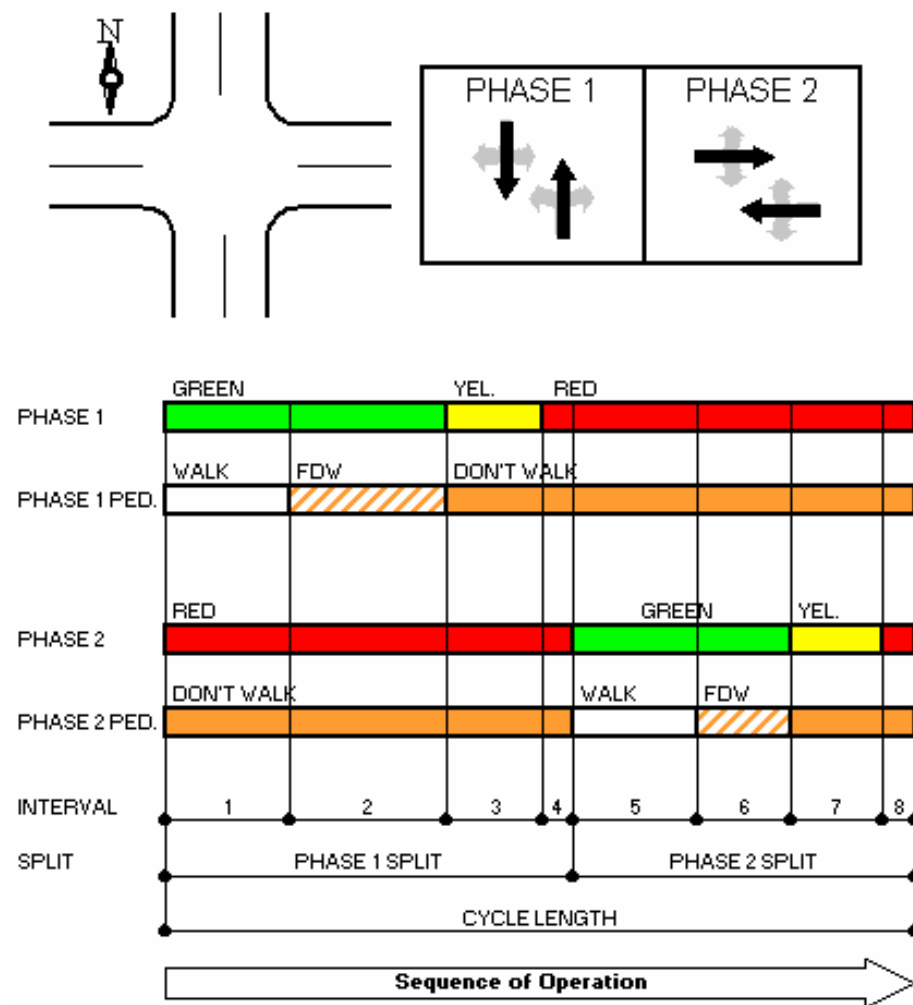 N
PHASE 1 PHASE 2
GREEN YEL. RED
PHASE 1
WALK FDW DON'T WALK
PHASE 1 PED.
RED GREEN YEL.
PHASE 2
DON'T WALK WALK FDW
PHASE 2 PED.
INTERVAL 1 2 3 4 5 6 7 8
SPLIT PHASE 1 SPLIT PHASE 2 SPLIT
CYCLE LENGTH
Sequence of Operation